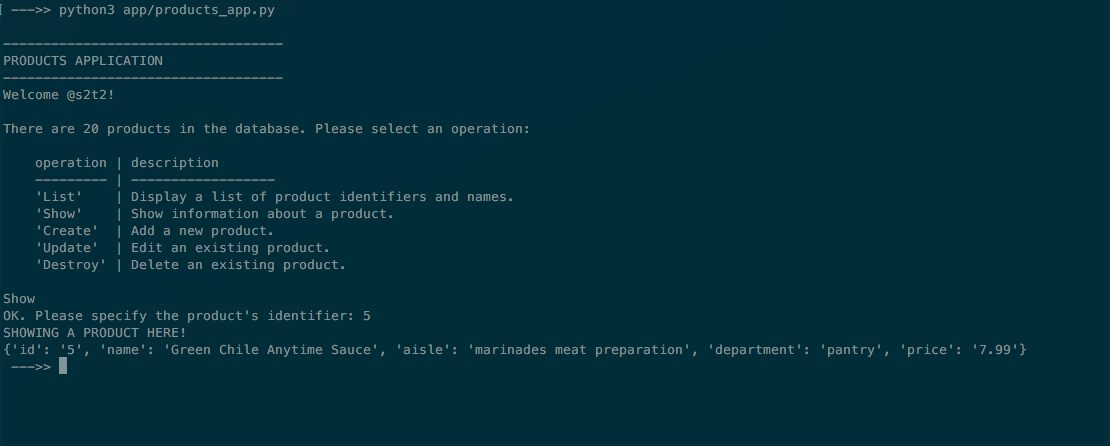 --->> python3 app/products_app.py
-----------------------------------
PRODUCTS APPLICATION
-----------------------------------
Welcome @s2t2!
There are 20 products in the database. Please select an operation:
    operation | description
    --------- | ------------------
    'List'    | Display a list of product identifiers and names.
    'Show'    | Show information about a product.
    'Create'  | Add a new product.
    'Update'  | Edit an existing product.
    'Destroy' | Delete an existing product.
Show
OK. Please specify the product's identifier: 5
SHOWING A PRODUCT HERE!
{'id': '5', 'name': 'Green Chile Anytime Sauce', 'aisle': 'marinades meat preparation', 'department': 'pantry', 'price': '7.99'}
--->>